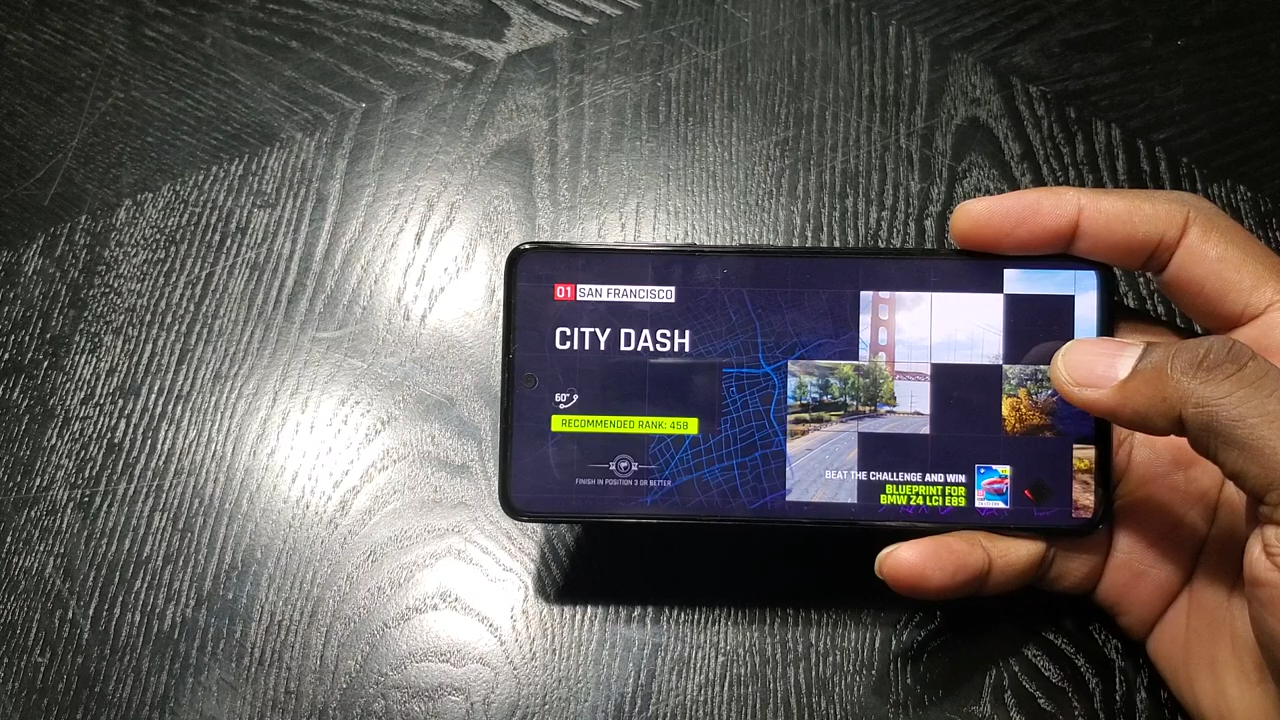 01 SAN FRANCISCO
CITY DASH
60"
RECOMMENDED RANK: 458
FINISH IN POSITION 3 OR BETTER
BEAT THE CHALLENGE AND WIN
BLUEPRINT FOR
BMW Z4 LCI E89